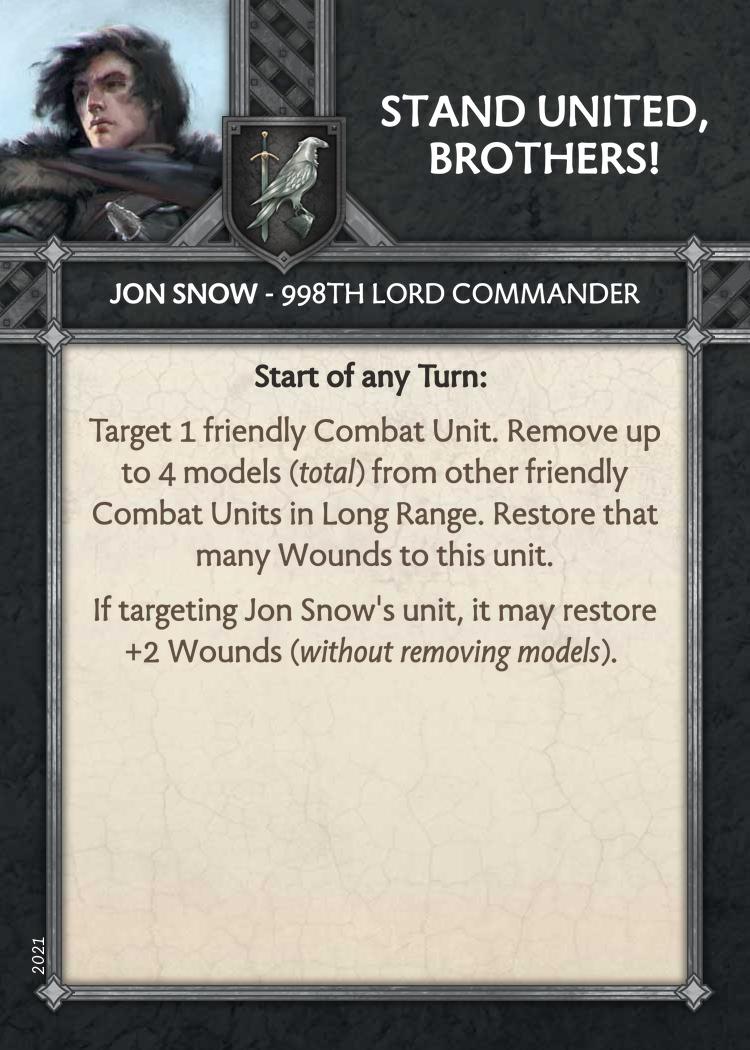 STAND UNITED,
BROTHERS!
JON SNOW - 998TH LORD COMMANDER
Start of any Turn:
Target 1 friendly Combat Unit. Remove up
to 4 models (total) from other friendly
Combat Units in Long Range. Restore that
many Wounds to this unit.
If targeting Jon Snow's unit, it may restore
+2 Wounds (without removing models).
2021